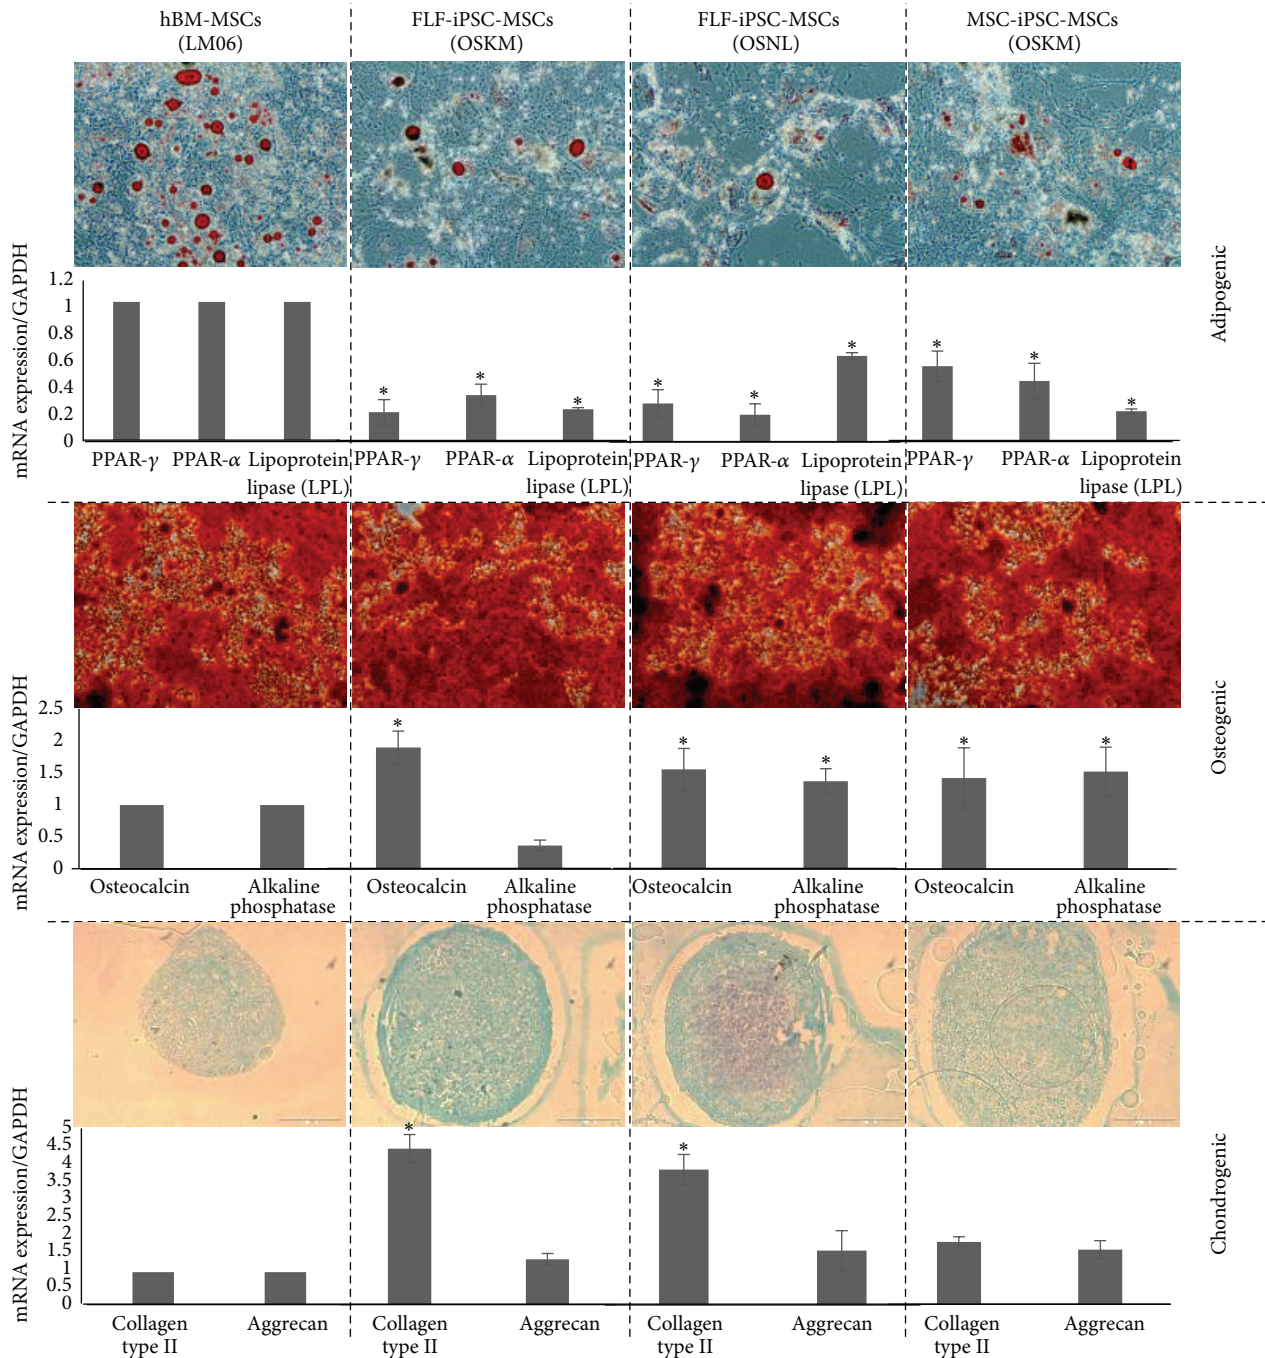 hBM-MSCs
(LM06)
FLF-iPSC-MSCs
(OSKM)
FLF-iPSC-MSCs
(OSNL)
MSC-iPSC-MSCs
(OSKM)
Adipogenic
mRNA expression/GAPDH
1.2
1
0.8
0.6
0.4
0.2
0
* * *
* * *
* * *
PPAR-γ PPAR-α Lipoprotein
lipase (LPL)
PPAR-γ PPAR-α Lipoprotein
lipase (LPL)
PPAR-γ PPAR-α Lipoprotein
lipase (LPL)
PPAR-γ PPAR-α Lipoprotein
lipase (LPL)
Osteogenic
mRNA expression/GAPDH
2.5
2
1.5
1
0.5
0
*
* *
* *
Osteocalcin Alkaline
phosphatase
Osteocalcin Alkaline
phosphatase
Osteocalcin Alkaline
phosphatase
Osteocalcin Alkaline
phosphatase
Chondrogenic
mRNA expression/GAPDH
5
4.5
4
3.5
3
2.5
2
1.5
1
0.5
0
*
*
Collagen Aggrecan
type II
Collagen Aggrecan
type II
Collagen Aggrecan
type II
Collagen Aggrecan
type II